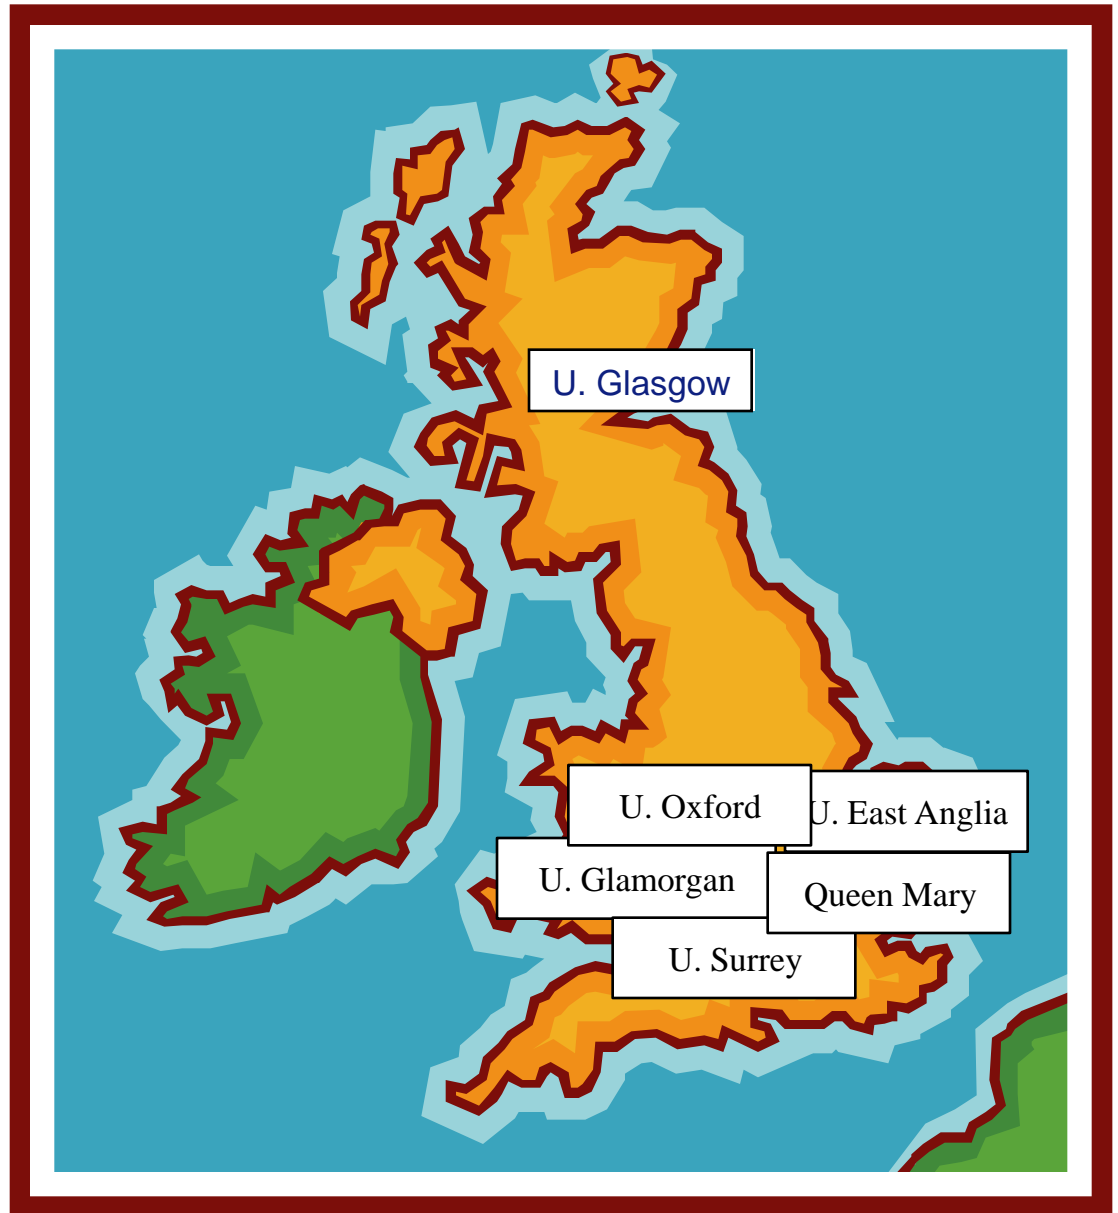 U. Glasgow
U. Oxford
U. East Anglia
U. Glamorgan
Queen Mary
U. Surrey